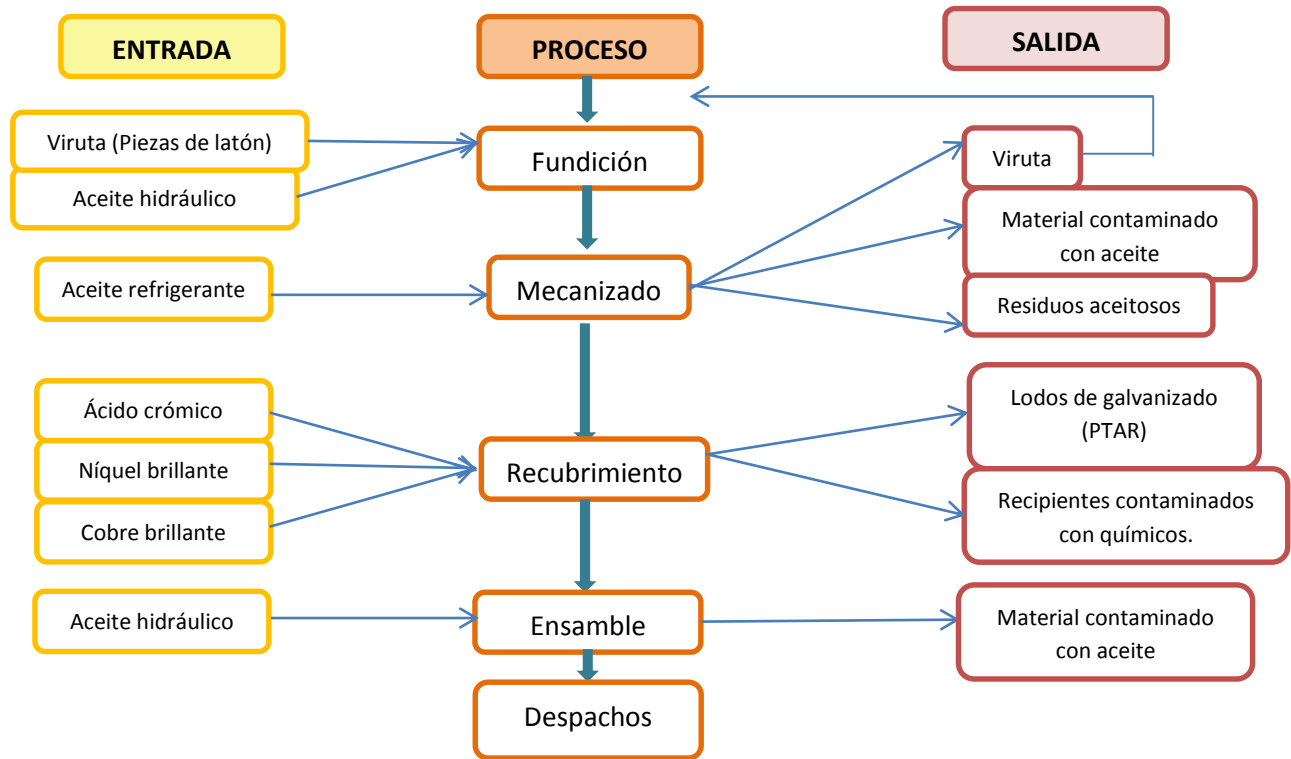 ENTRADA
PROCESO
SALIDA
Viruta (Piezas de latón)
Aceite hidráulico
Fundición
Viruta
Material contaminado
con aceite
Aceite refrigerante
Mecanizado
Residuos aceitosos
Ácido crómico
Níquel brillante
Cobre brillante
Recubrimiento
Lodos de galvanizado
(PTAR)
Recipientes contaminados
con químicos.
Aceite hidráulico
Ensamble
Material contaminado
con aceite
Despachos